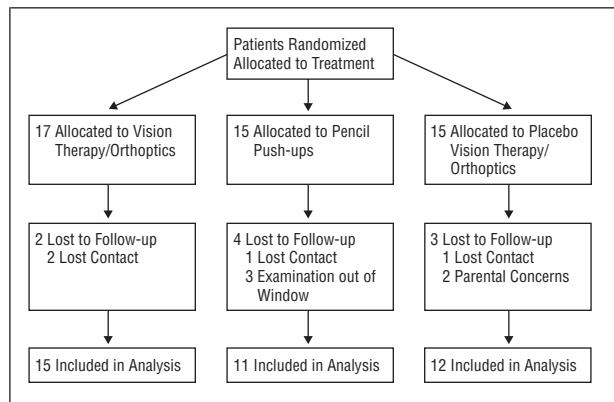 Patients Randomized
Allocated to Treatment
17 Allocated to Vision
Therapy/Orthoptics
15 Allocated to Pencil
Push-ups
15 Allocated to Placebo
Vision Therapy/
Orthoptics
2 Lost to Follow-up
2 Lost Contact
4 Lost to Follow-up
1 Lost Contact
3 Examination out of
Window
3 Lost to Follow-up
1 Lost Contact
2 Parental Concerns
15 Included in Analysis
11 Included in Analysis
12 Included in Analysis